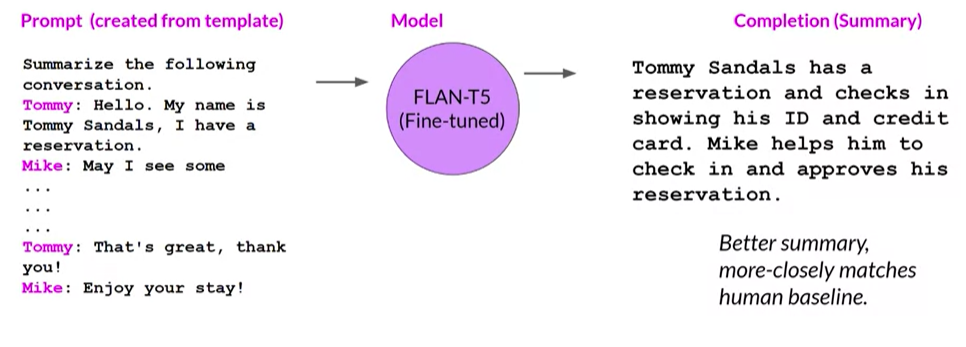 Prompt (created from template)
Summarize the following
conversation.
Tommy: Hello. My name is
Tommy Sandals, I have a
reservation.
Mike: May I see some
...
...
...
Tommy: That's great, thank
you!
Mike: Enjoy your stay!
Model
FLAN-T5
(Fine-tuned)
Completion (Summary)
Tommy Sandals has a
reservation and checks in
showing his ID and credit
card. Mike helps him to
check in and approves his
reservation.
Better summary,
more-closely matches
human baseline.